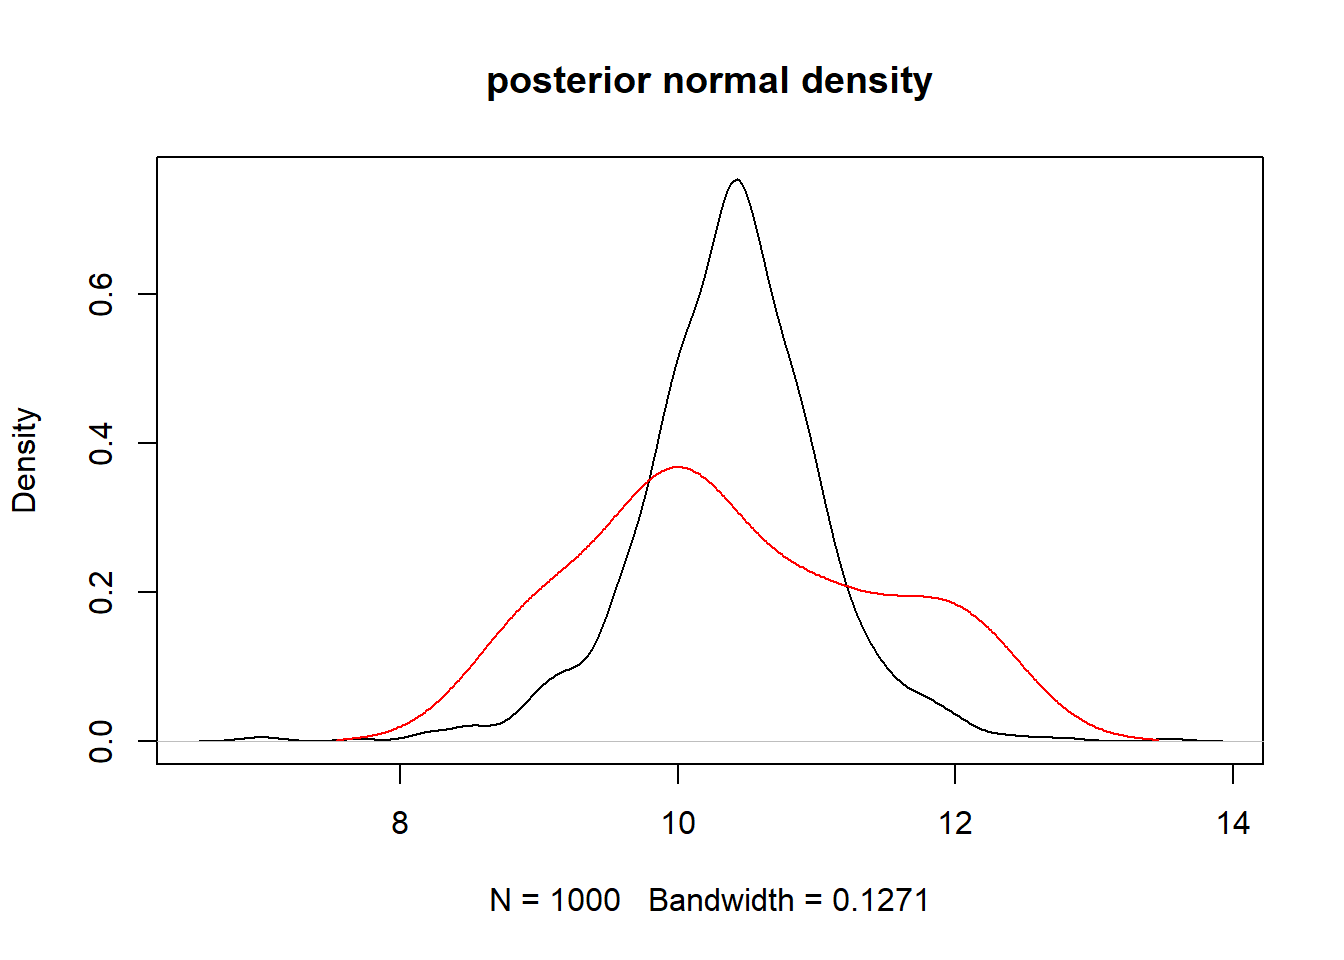 posterior normal density
Density
0.6
0.4
0.2
0.0
8 10 12 14
N = 1000 Bandwidth = 0.1271